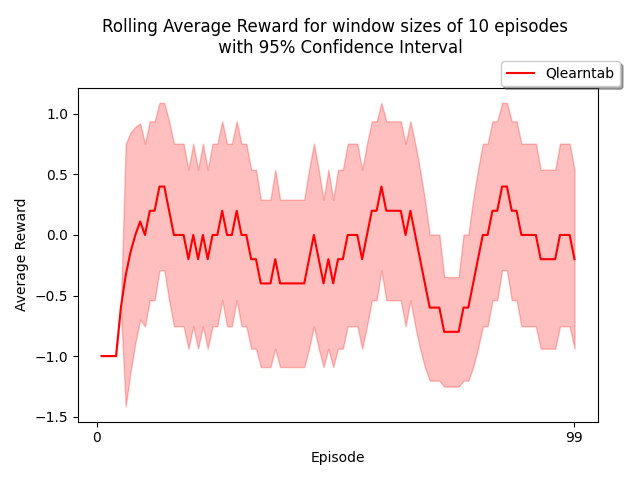 Rolling Average Reward for window sizes of 10 episodes
with 95% Confidence Interval
Qlearntab
1.0
0.5
0.0
−0.5
−1.0
−1.5
Average Reward
0
99
Episode